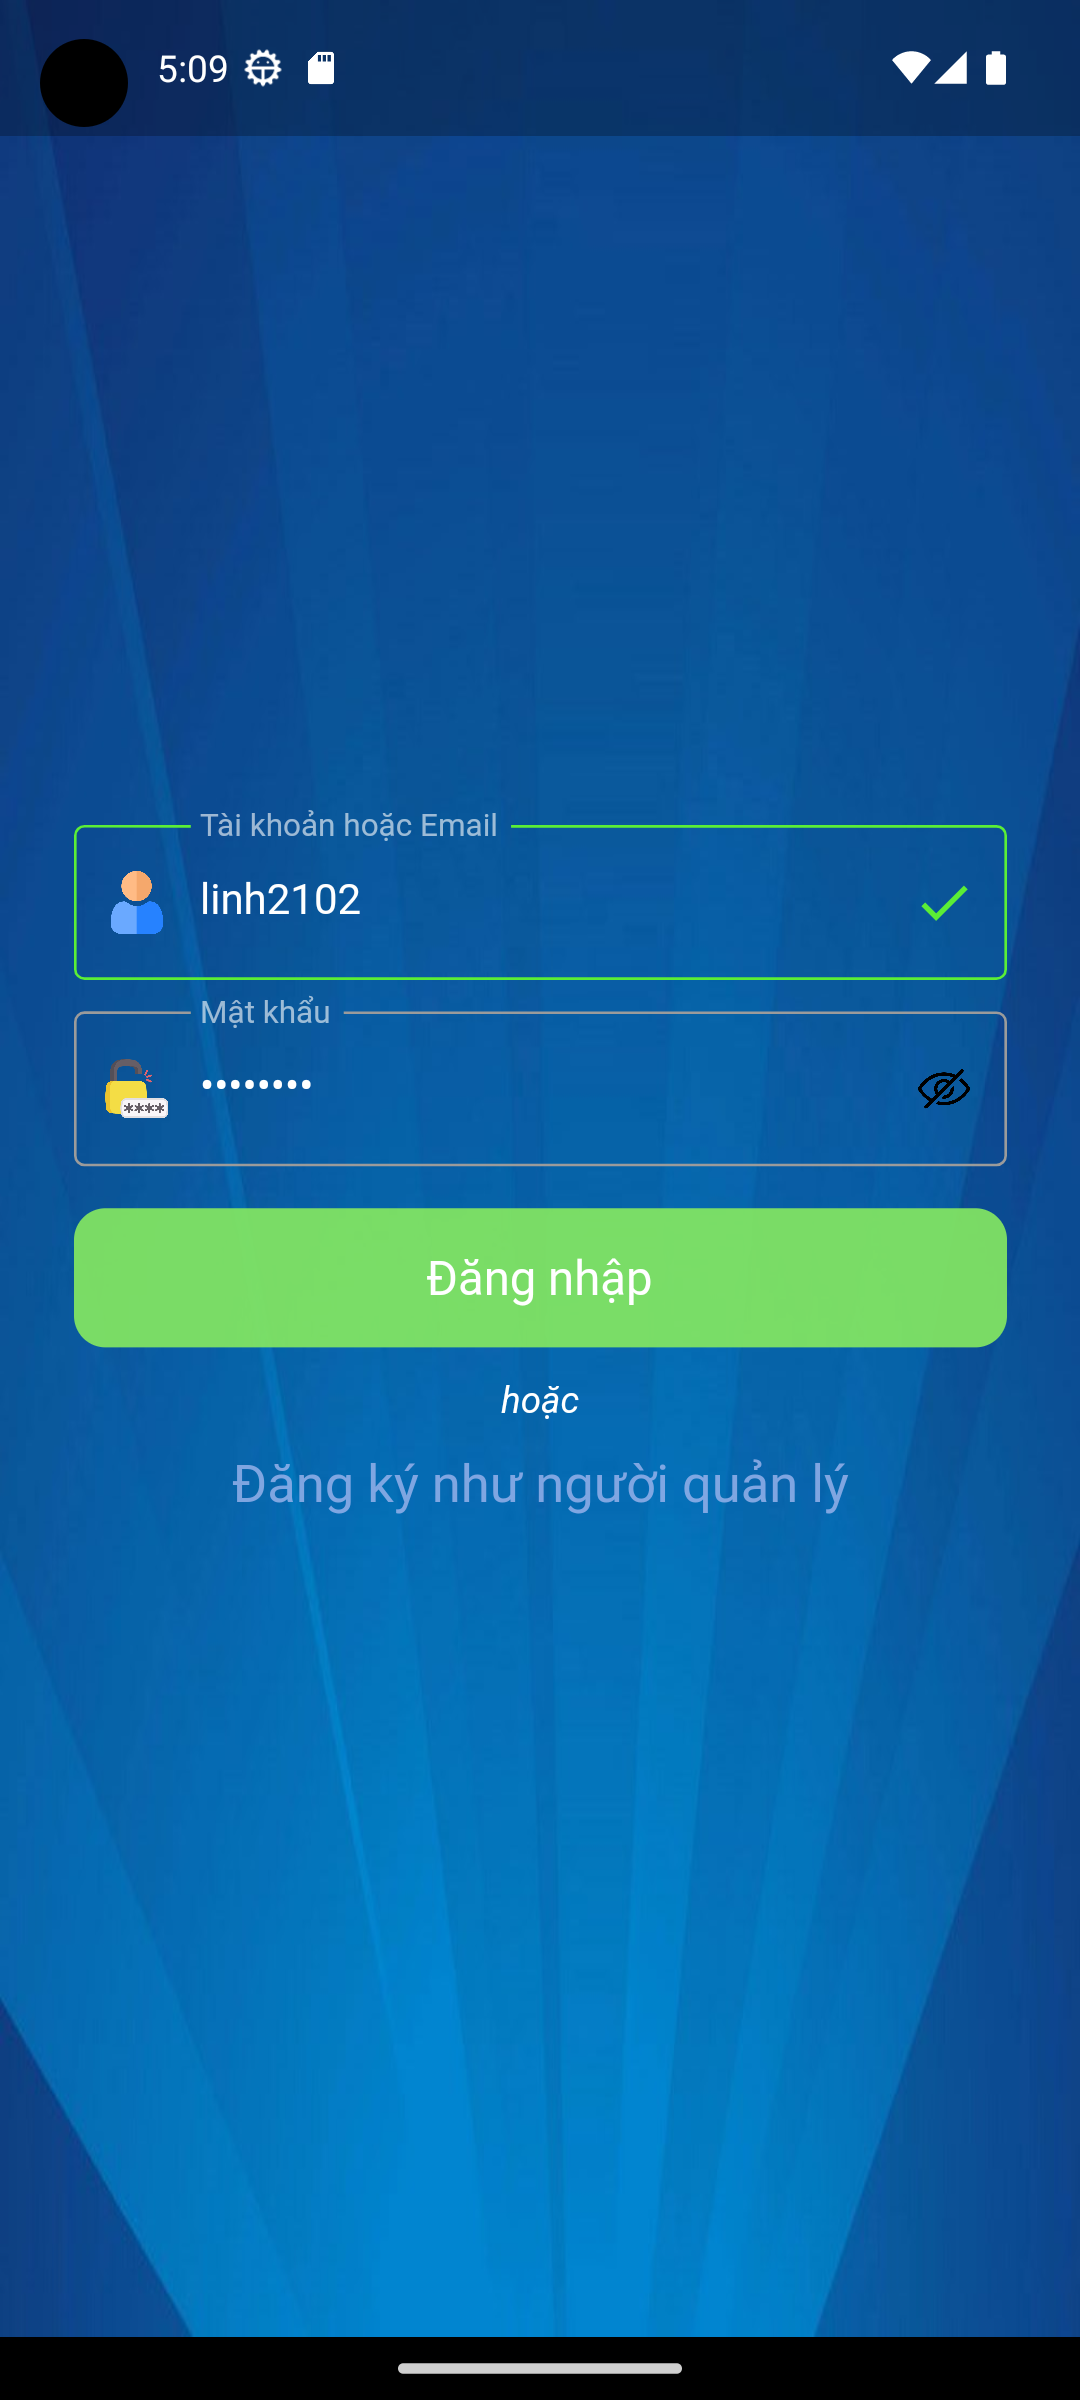 5:09
Tài khoản hoặc Email
linh2102
Mật khẩu
••••••••
****
Đăng nhập
hoặc
Đăng ký như người quản lý